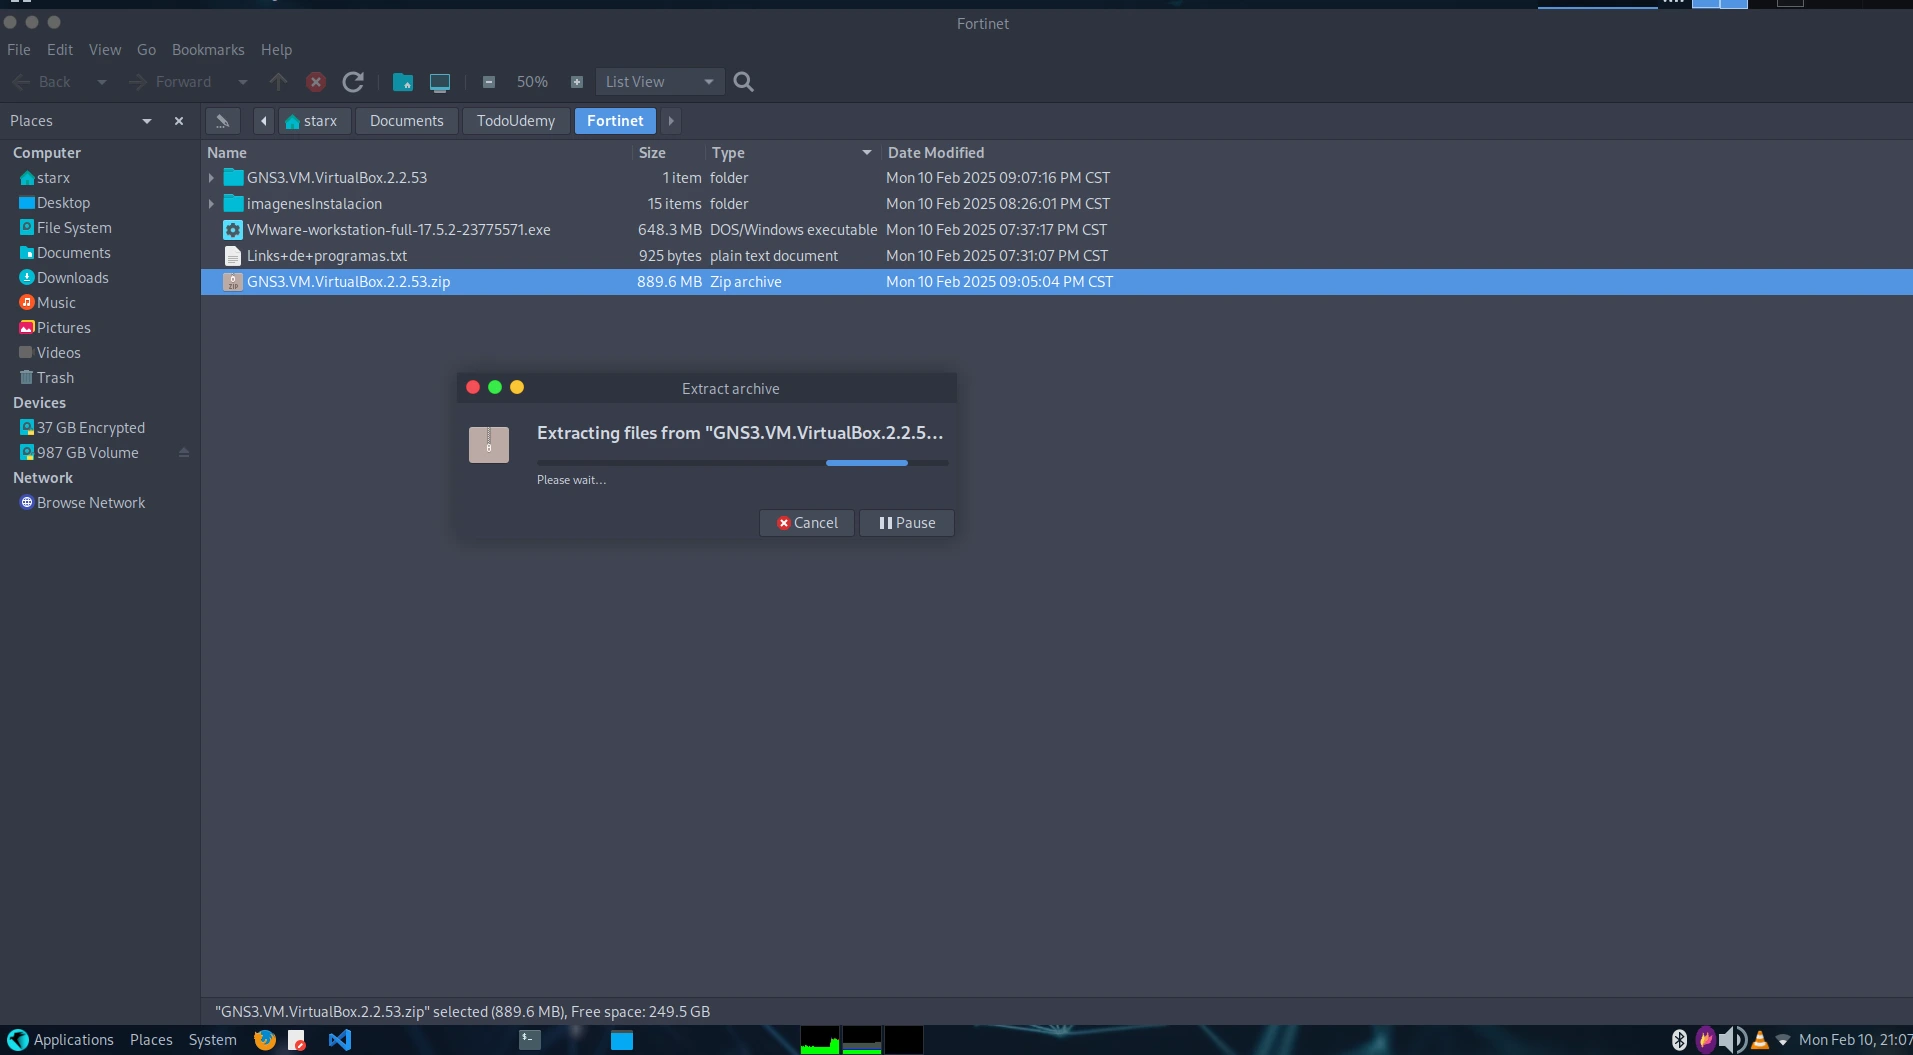 Fortinet
File Edit View Go Bookmarks Help
Back Forward 50% List View
Places starx Documents TodoUdemy Fortinet
Computer Name Size Type Date Modified
starx GNS3.VM.VirtualBox.2.2.53 1 item folder Mon 10 Feb 2025 09:07:16 PM CST
Desktop imagenesInstalacion 15 items folder Mon 10 Feb 2025 08:26:01 PM CST
File System VMware-workstation-full-17.5.2-23775571.exe 648.3 MB DOS/Windows executable Mon 10 Feb 2025 07:37:17 PM CST
Documents Links+de+programas.txt 925 bytes plain text document Mon 10 Feb 2025 07:31:07 PM CST
Downloads GNS3.VM.VirtualBox.2.2.53.zip 889.6 MB Zip archive Mon 10 Feb 2025 09:05:04 PM CST
Music
Pictures
Videos
Trash
Devices
37 GB Encrypted
987 GB Volume
Network
Browse Network
Extract archive
Extracting files from "GNS3.VM.VirtualBox.2.2.5...
Please wait...
Cancel Pause
"GNS3.VM.VirtualBox.2.2.53.zip" selected (889.6 MB), Free space: 249.5 GB
Applications Places System Mon Feb 10, 21:07